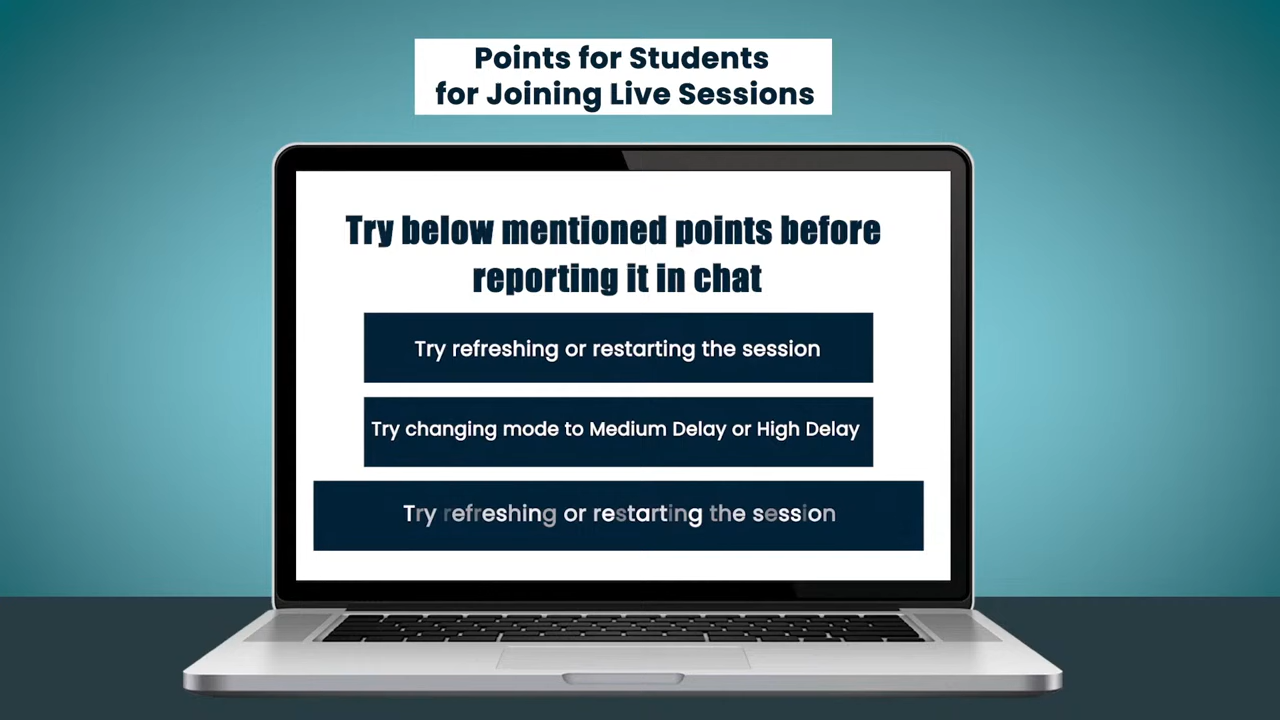 Points for Students
for Joining Live Sessions
Try below mentioned points before
reporting it in chat
Try refreshing or restarting the session
Try changing mode to Medium Delay or High Delay
Try refreshing or restarting the session